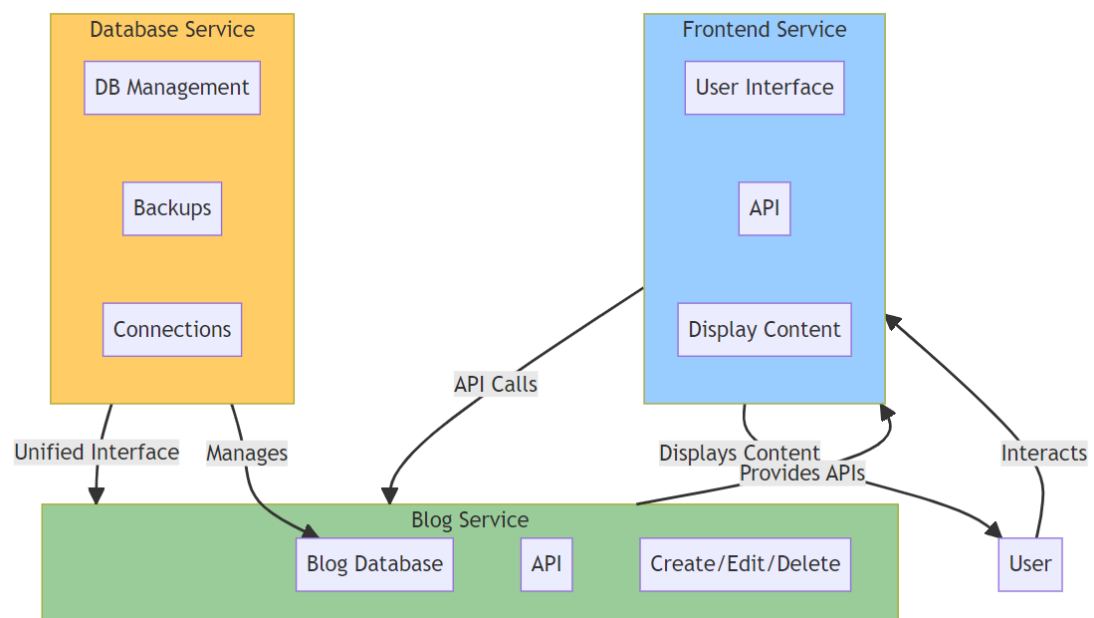 Database Service
DB Management
Backups
Connections
Frontend Service
User Interface
API
Display Content
API Calls
Unified Interface
Manages
Displays Content
Provides APIs
Interacts
Blog Service
Blog Database
API
Create/Edit/Delete
User